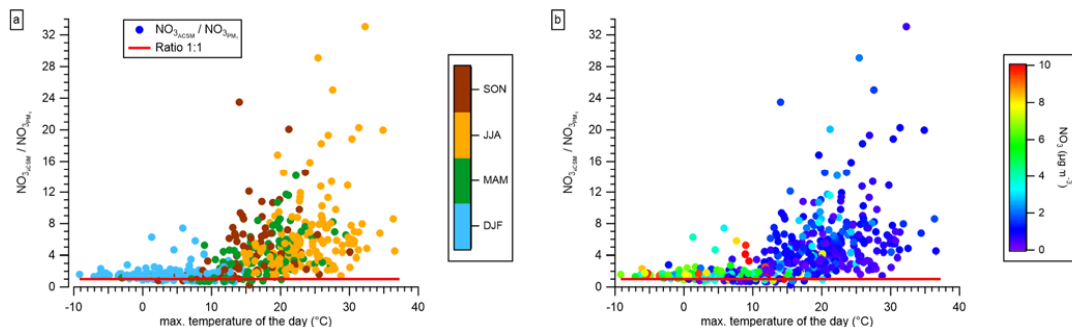 a
NO3ACSM / NO3PM1
Ratio 1:1
32
28
24
20
16
12
8
4
0
NO3ACSM / NO3PM1
-10 0 10 20 30 40
max. temperature of the day (°C)
SON
JJA
MAM
DJF
b
32
28
24
20
16
12
8
4
0
NO3ACSM / NO3PM1
-10 0 10 20 30 40
max. temperature of the day (°C)
10
8
6
4
2
0
NO3 (µg m-3)